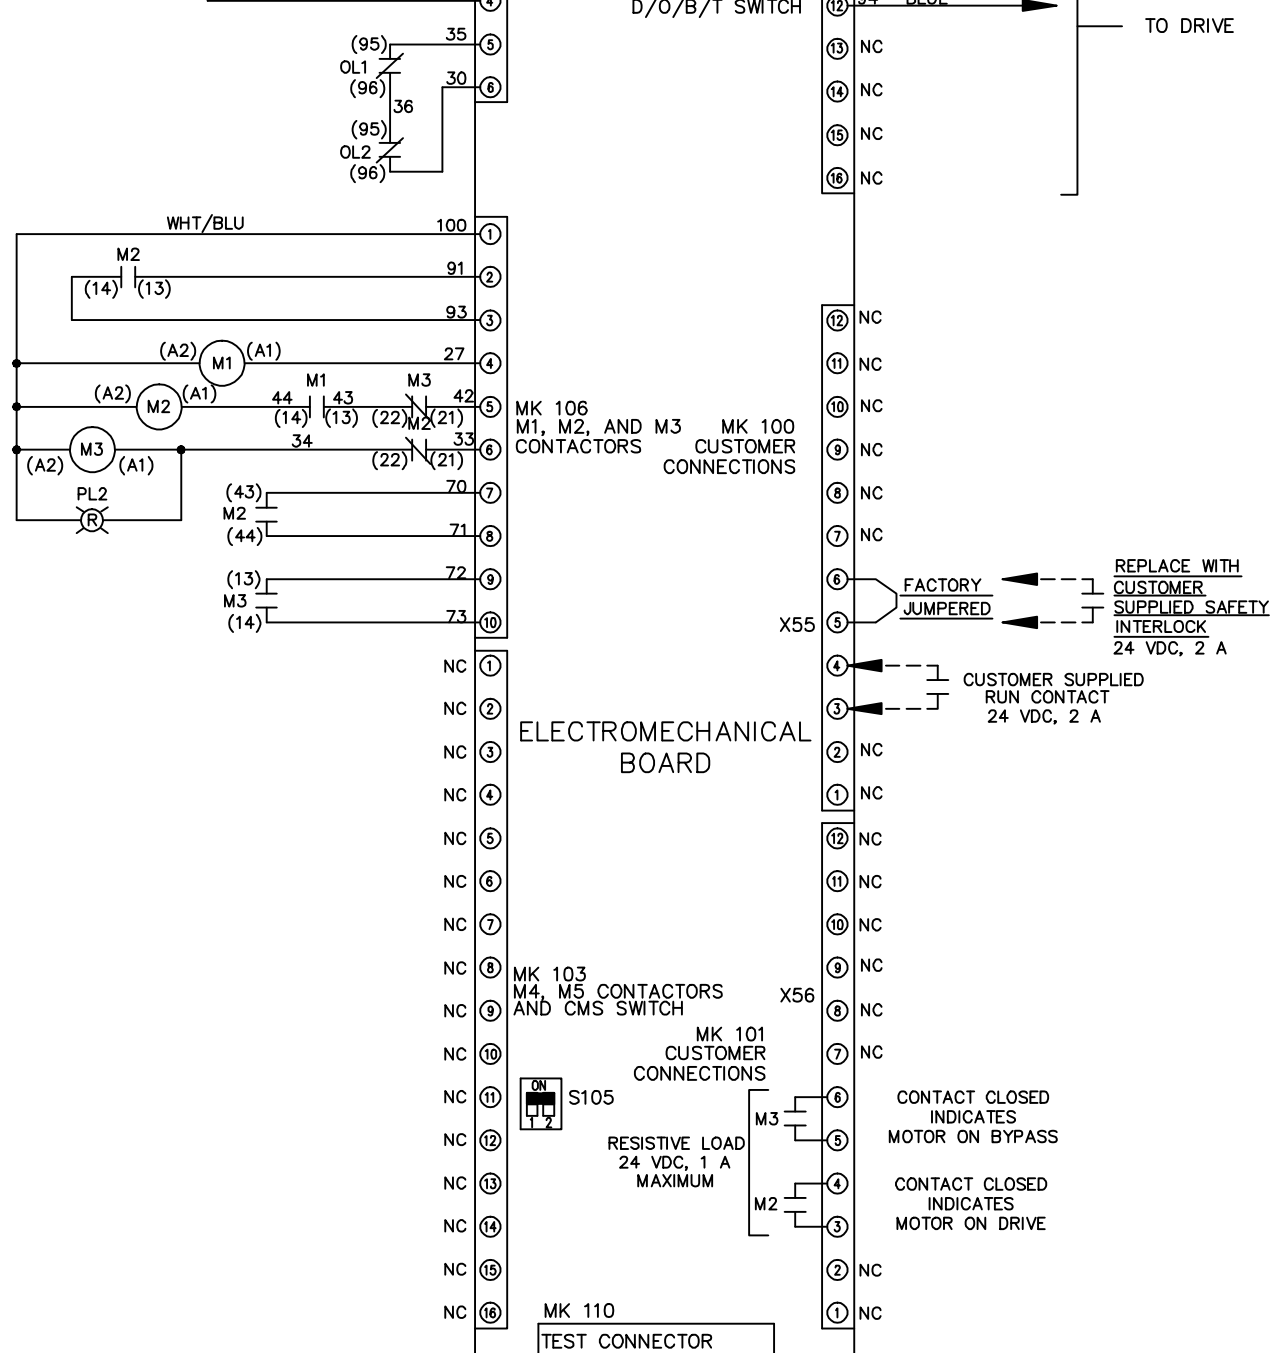 4
D/O/B/T SWITCH
12
94 BLUE
TO DRIVE
35
5
(95)
OL1
(96)
30
6
36
(95)
OL2
(96)
13 NC
14 NC
15 NC
16 NC
WHT/BLU
100
1
M2
(14) (13)
91
2
93
3
(A2) M1 (A1)
27
4
(A2) M2 (A1)
44 M1 43
(14) (13)
M3
(22) (21)
42
5
(A2) M3 (A1)
34
M2
(22) (21)
33
6
PL2
R
(43)
M2
(44)
70
7
71
8
(13)
M3
(14)
72
9
73
10
MK 106
M1, M2, AND M3
CONTACTORS
MK 100
CUSTOMER
CONNECTIONS
12 NC
11 NC
10 NC
9 NC
8 NC
7 NC
6
5
X55
FACTORY
JUMPERED
REPLACE WITH
CUSTOMER
SUPPLIED SAFETY
INTERLOCK
24 VDC, 2 A
4
3
CUSTOMER SUPPLIED
RUN CONTACT
24 VDC, 2 A
2 NC
1 NC
ELECTROMECHANICAL
BOARD
NC 1
NC 2
NC 3
NC 4
NC 5
NC 6
NC 7
NC 8
NC 9
NC 10
NC 11
NC 12
NC 13
NC 14
NC 15
NC 16
MK 103
M4, M5 CONTACTORS
AND CMS SWITCH
ON
1 2
S105
12 NC
11 NC
10 NC
9 NC
8 NC
7 NC
X56
MK 101
CUSTOMER
CONNECTIONS
RESISTIVE LOAD
24 VDC, 1 A
MAXIMUM
M3
6
5
CONTACT CLOSED
INDICATES
MOTOR ON BYPASS
M2
4
3
CONTACT CLOSED
INDICATES
MOTOR ON DRIVE
2 NC
1 NC
MK 110
TEST CONNECTOR